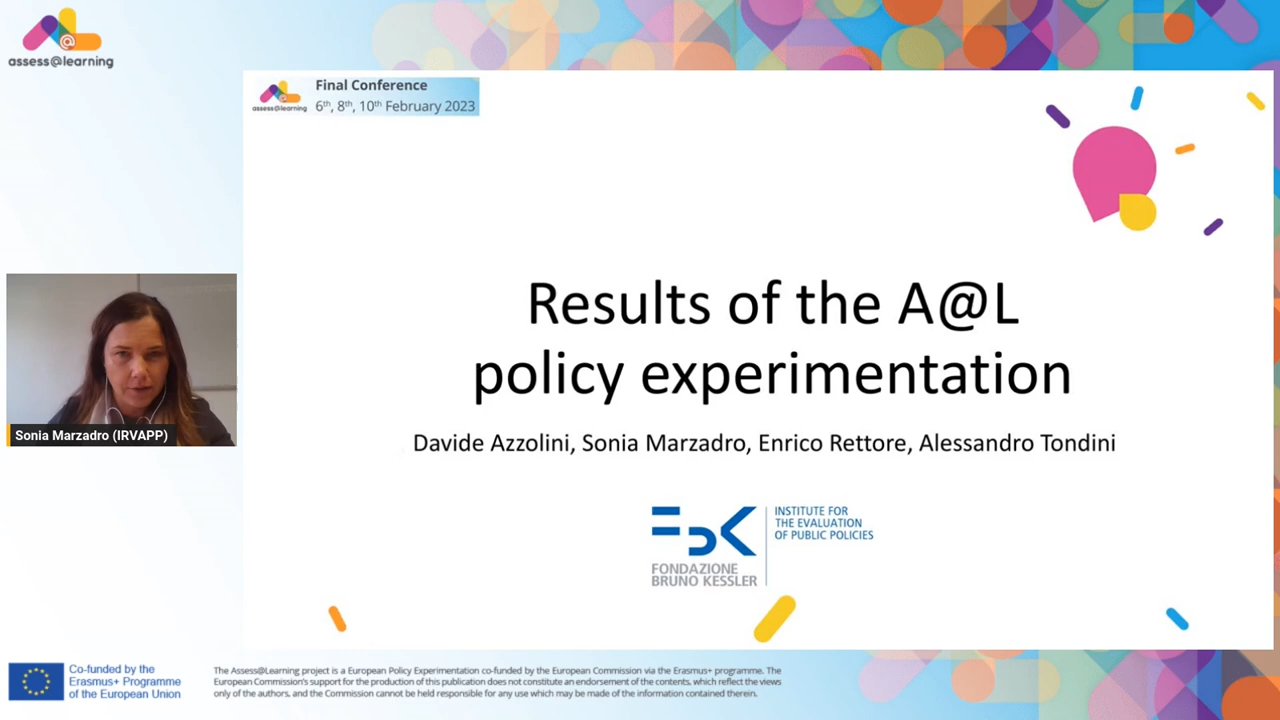 assess@learning
assess@learning
Final Conference
6th, 8th, 10th February 2023
Results of the A@L
policy experimentation
Davide Azzolini, Sonia Marzadro, Enrico Rettore, Alessandro Tondini
Sonia Marzadro (IRVAPP)
FBK
FONDAZIONE
BRUNO KESSLER
INSTITUTE FOR
THE EVALUATION
OF PUBLIC POLICIES
Co-funded by the
Erasmus+ Programme
of the European Union
The Assess@Learning project is a European Policy Experimentation co-funded by the European Commission via the Erasmus+ programme. The
European Commission's support for the production of this publication does not constitute an endorsement of the contents, which reflect the views
only of the authors, and the Commission cannot be held responsible for any use which may be made of the information contained therein.